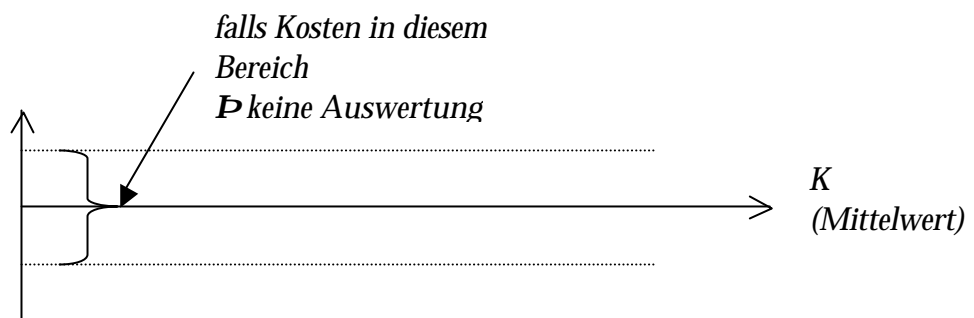 falls Kosten in diesem
Bereich
Þ keine Auswertung
K
(Mittelwert)